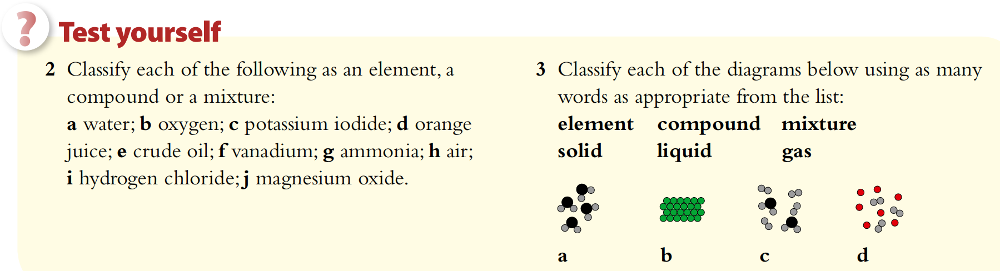 ?
Test yourself
2 Classify each of the following as an element, a
compound or a mixture:
a water; b oxygen; c potassium iodide; d orange
juice; e crude oil; f vanadium; g ammonia; h air;
i hydrogen chloride; j magnesium oxide.
3 Classify each of the diagrams below using as many
words as appropriate from the list:
element compound mixture
solid liquid gas
a b c d